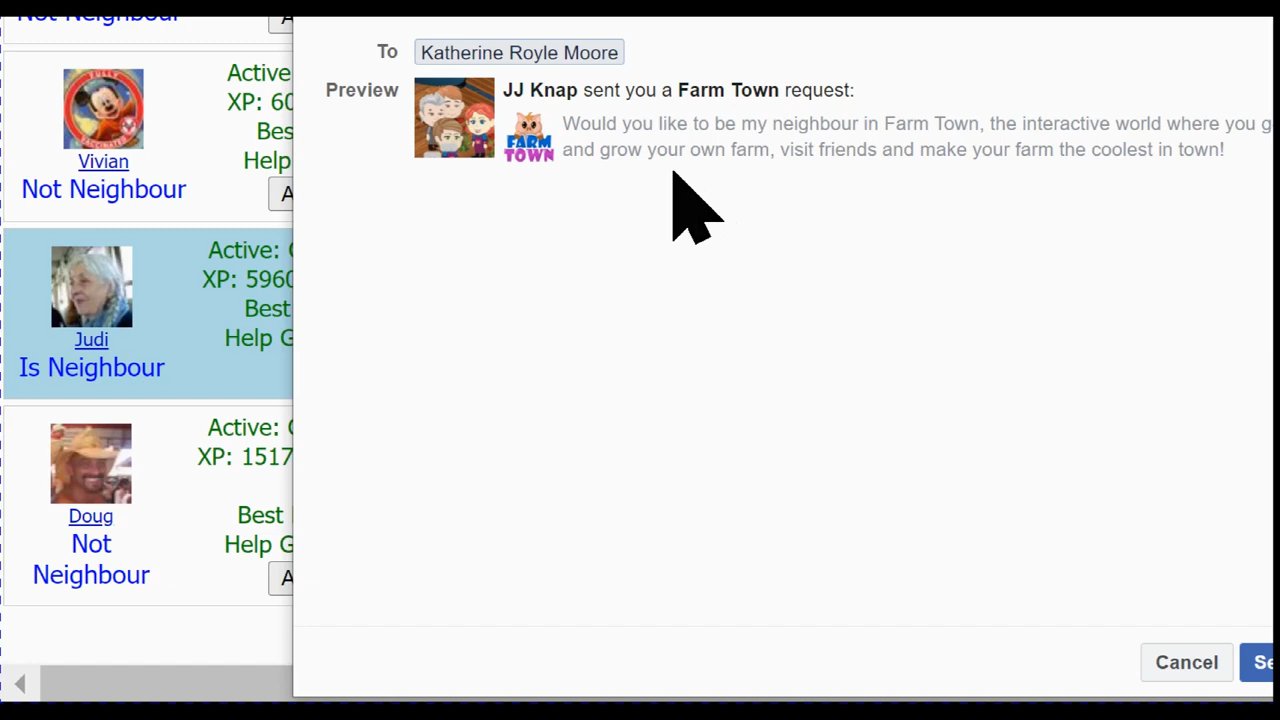 Not Neighbour
A
Active
XP: 60
Bes
Help
Vivian
Not Neighbour
A
Active:
XP: 5960
Best
Help G
Judi
Is Neighbour
Active:
XP: 1517
Best
Help G
Doug
Not
Neighbour
A
To
Katherine Royle Moore
Preview
JJ Knap sent you a Farm Town request:
FARM
TOWN
Would you like to be my neighbour in Farm Town, the interactive world where you g
and grow your own farm, visit friends and make your farm the coolest in town!
Cancel
Se